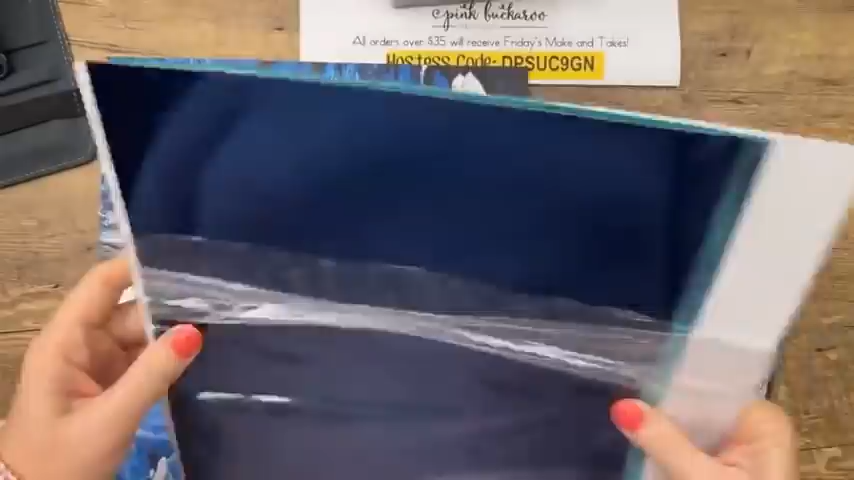 pink buckaroo
All orders over $35 will receive Friday's Make and Takes!
Hostess Code: DPSUC9GN